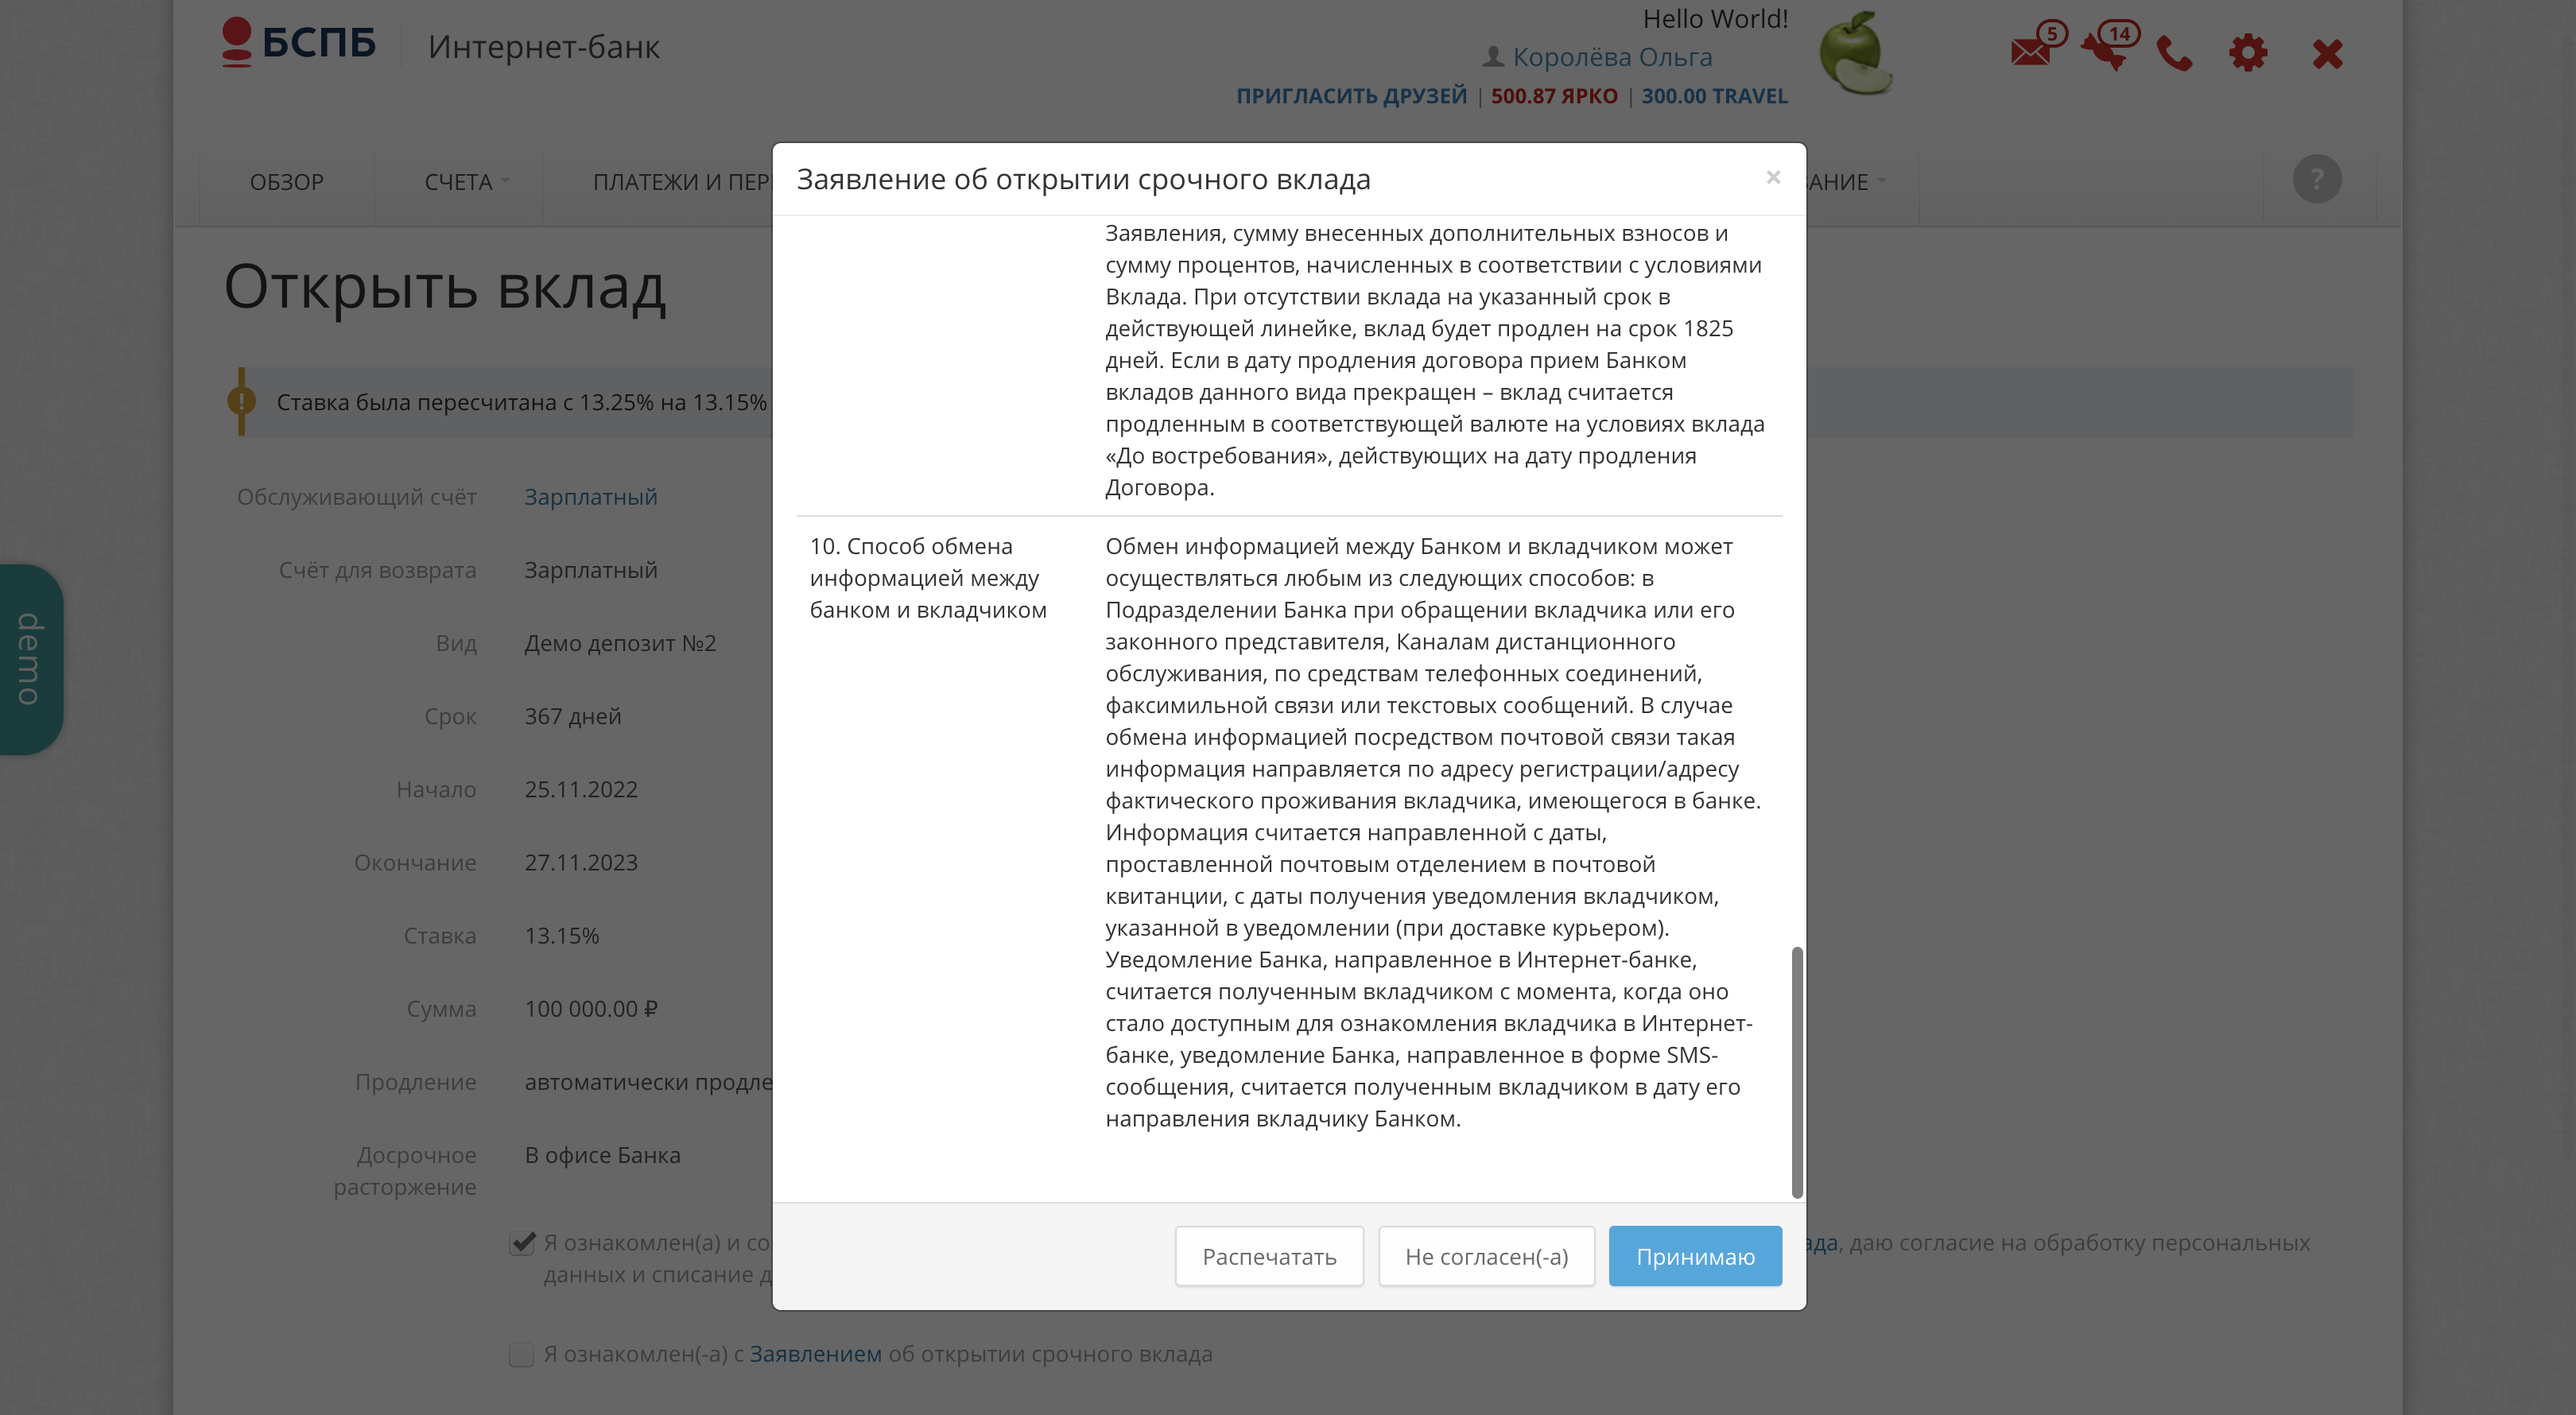 БСПБ
Интернет-банк
Hello World!
Королёва Ольга
ПРИГЛАСИТЬ ДРУЗЕЙ | 500.87 ЯРКО | 300.00 TRAVEL
5
14
ОБЗОР
СЧЕТА
ПЛАТЕЖИ И
?
Открыть вклад
!
Ставка была пересчитана с 13.25% на 13.15%
Обслуживающий счёт Зарплатный
Счёт для возврата Зарплатный
Вид Демо депозит №2
Срок 367 дней
Начало 25.11.2022
Окончание 27.11.2023
Ставка 13.15%
Сумма 100 000.00 ₽
Продление автоматически
Досрочное
расторжение
В офисе Банка
Я ознакомлен(а) и
, даю согласие на обработку персональных
данных и списание
Я ознакомлен(-а) с Заявлением об открытии срочного вклада
demo
Заявление об открытии срочного вклада
×
Заявления, сумму внесенных дополнительных взносов и
сумму процентов, начисленных в соответствии с условиями
Вклада. При отсутствии вклада на указанный срок в
действующей линейке, вклад будет продлен на срок 1825
дней. Если в дату продления договора прием Банком
вкладов данного вида прекращен – вклад считается
продленным в соответствующей валюте на условиях вклада
«До востребования», действующих на дату продления
Договора.
10. Способ обмена
информацией между
банком и вкладчиком
Обмен информацией между Банком и вкладчиком может
осуществляться любым из следующих способов: в
Подразделении Банка при обращении вкладчика или его
законного представителя, Каналам дистанционного
обслуживания, по средствам телефонных соединений,
факсимильной связи или текстовых сообщений. В случае
обмена информацией посредством почтовой связи такая
информация направляется по адресу регистрации/адресу
фактического проживания вкладчика, имеющегося в банке.
Информация считается направленной с даты,
проставленной почтовым отделением в почтовой
квитанции, с даты получения уведомления вкладчиком,
указанной в уведомлении (при доставке курьером).
Уведомление Банка, направленное в Интернет-банке,
считается полученным вкладчиком с момента, когда оно
стало доступным для ознакомления вкладчика в Интернет-
банке, уведомление Банка, направленное в форме SMS-
сообщения, считается полученным вкладчиком в дату его
направления вкладчику Банком.
Распечатать
Не согласен(-а)
Принимаю